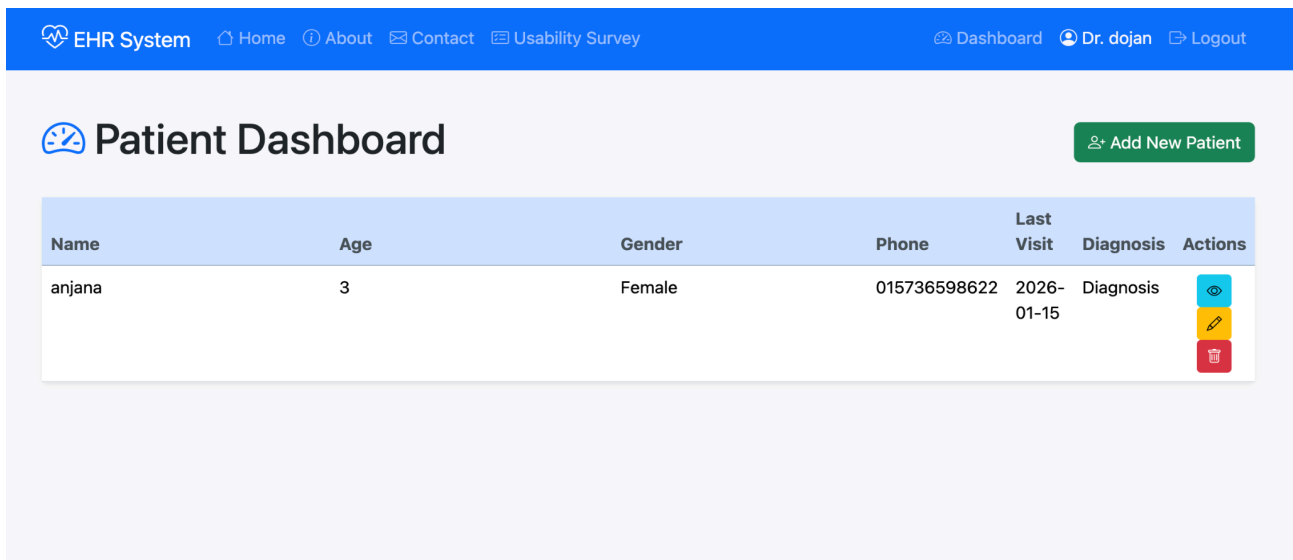 EHR System Home About Contact Usability Survey Dashboard Dr. dojan Logout
Patient Dashboard
Add New Patient
Name Age Gender Phone Last Visit Diagnosis Actions
anjana 3 Female 015736598622 2026-01-15 Diagnosis